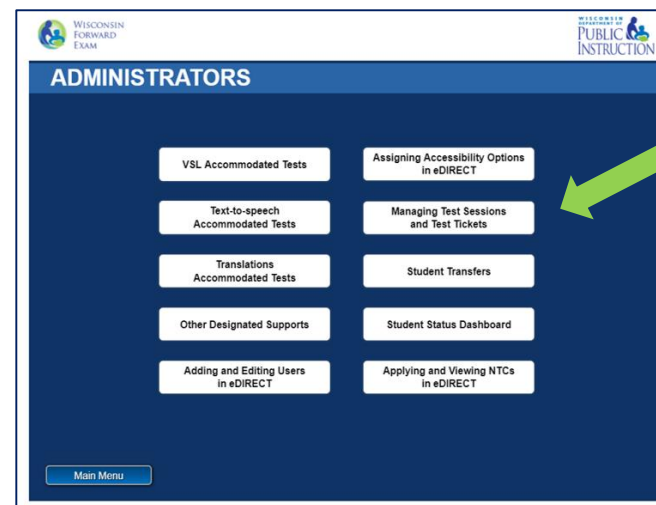 WISCONSIN
FORWARD
EXAM
WISCONSIN
DEPARTMENT OF
PUBLIC
INSTRUCTION
ADMINISTRATORS
VSL Accommodated Tests
Assigning Accessibility Options
in eDIRECT
Text-to-speech
Accommodated Tests
Managing Test Sessions
and Test Tickets
Translations
Accommodated Tests
Student Transfers
Other Designated Supports
Student Status Dashboard
Adding and Editing Users
in eDIRECT
Applying and Viewing NTCs
in eDIRECT
Main Menu